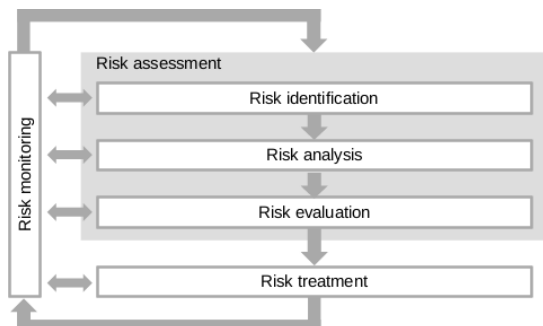 Risk assessment
Risk identification
Risk monitoring
Risk analysis
Risk evaluation
Risk treatment